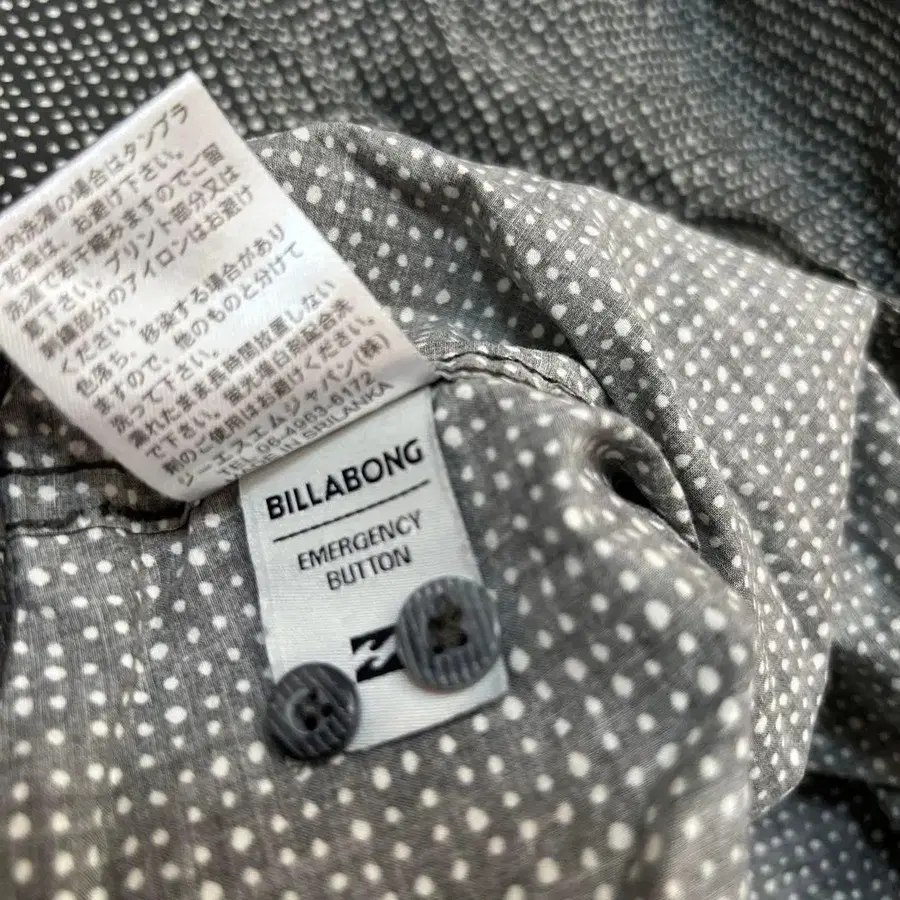 内洗濯の場合はタンブラ
乾燥は、お避け下さい。
洗濯で若干縮みますのでご留
意下さい。プリント部分又は
刺繍部分のアイロンはお避け
ください。
色落ち、移染する場合があり
ますので、他のものと分けて
洗って下さい。
濡れたまま長時間放置しない
で下さい。蛍光増白剤配合洗
剤のご使用はお避けください。
ジーエスエムジャパン(株)
TEL 06-4963-6172
MADE IN SRILANKA
BILLABONG
EMERGENCY
BUTTON